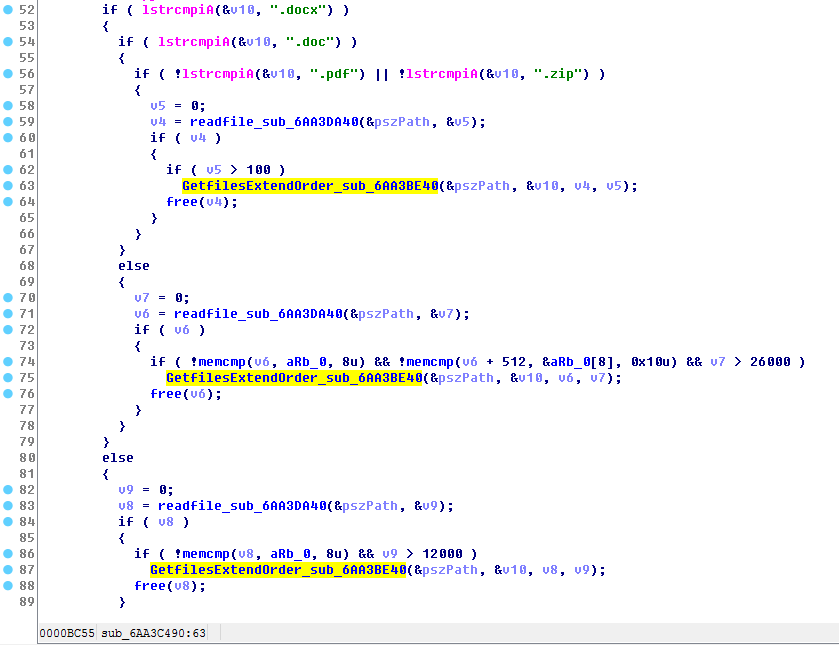 52 if ( lstrcmpiA(&v10, ".docx") )
53 {
54 if ( lstrcmpiA(&v10, ".doc") )
55 {
56 if ( !lstrcmpiA(&v10, ".pdf") || !lstrcmpiA(&v10, ".zip") )
57 {
58 v5 = 0;
59 v4 = readfile_sub_6AA3DA40(&pszPath, &v5);
60 if ( v4 )
61 {
62 if ( v5 > 100 )
63 GetfilesExtendOrder_sub_6AA3BE40(&pszPath, &v10, v4, v5);
64 free(v4);
65 }
66 }
67 }
68 else
69 {
70 v7 = 0;
71 v6 = readfile_sub_6AA3DA40(&pszPath, &v7);
72 if ( v6 )
73 {
74 if ( !memcmp(v6, aRb_0, 8u) && !memcmp(v6 + 512, &aRb_0[8], 0x10u) && v7 > 26000 )
75 GetfilesExtendOrder_sub_6AA3BE40(&pszPath, &v10, v6, v7);
76 free(v6);
77 }
78 }
79 }
80 else
81 {
82 v9 = 0;
83 v8 = readfile_sub_6AA3DA40(&pszPath, &v9);
84 if ( v8 )
85 {
86 if ( !memcmp(v8, aRb_0, 8u) && v9 > 12000 )
87 GetfilesExtendOrder_sub_6AA3BE40(&pszPath, &v10, v8, v9);
88 free(v8);
89 }
0000BC55 sub_6AA3C490:63